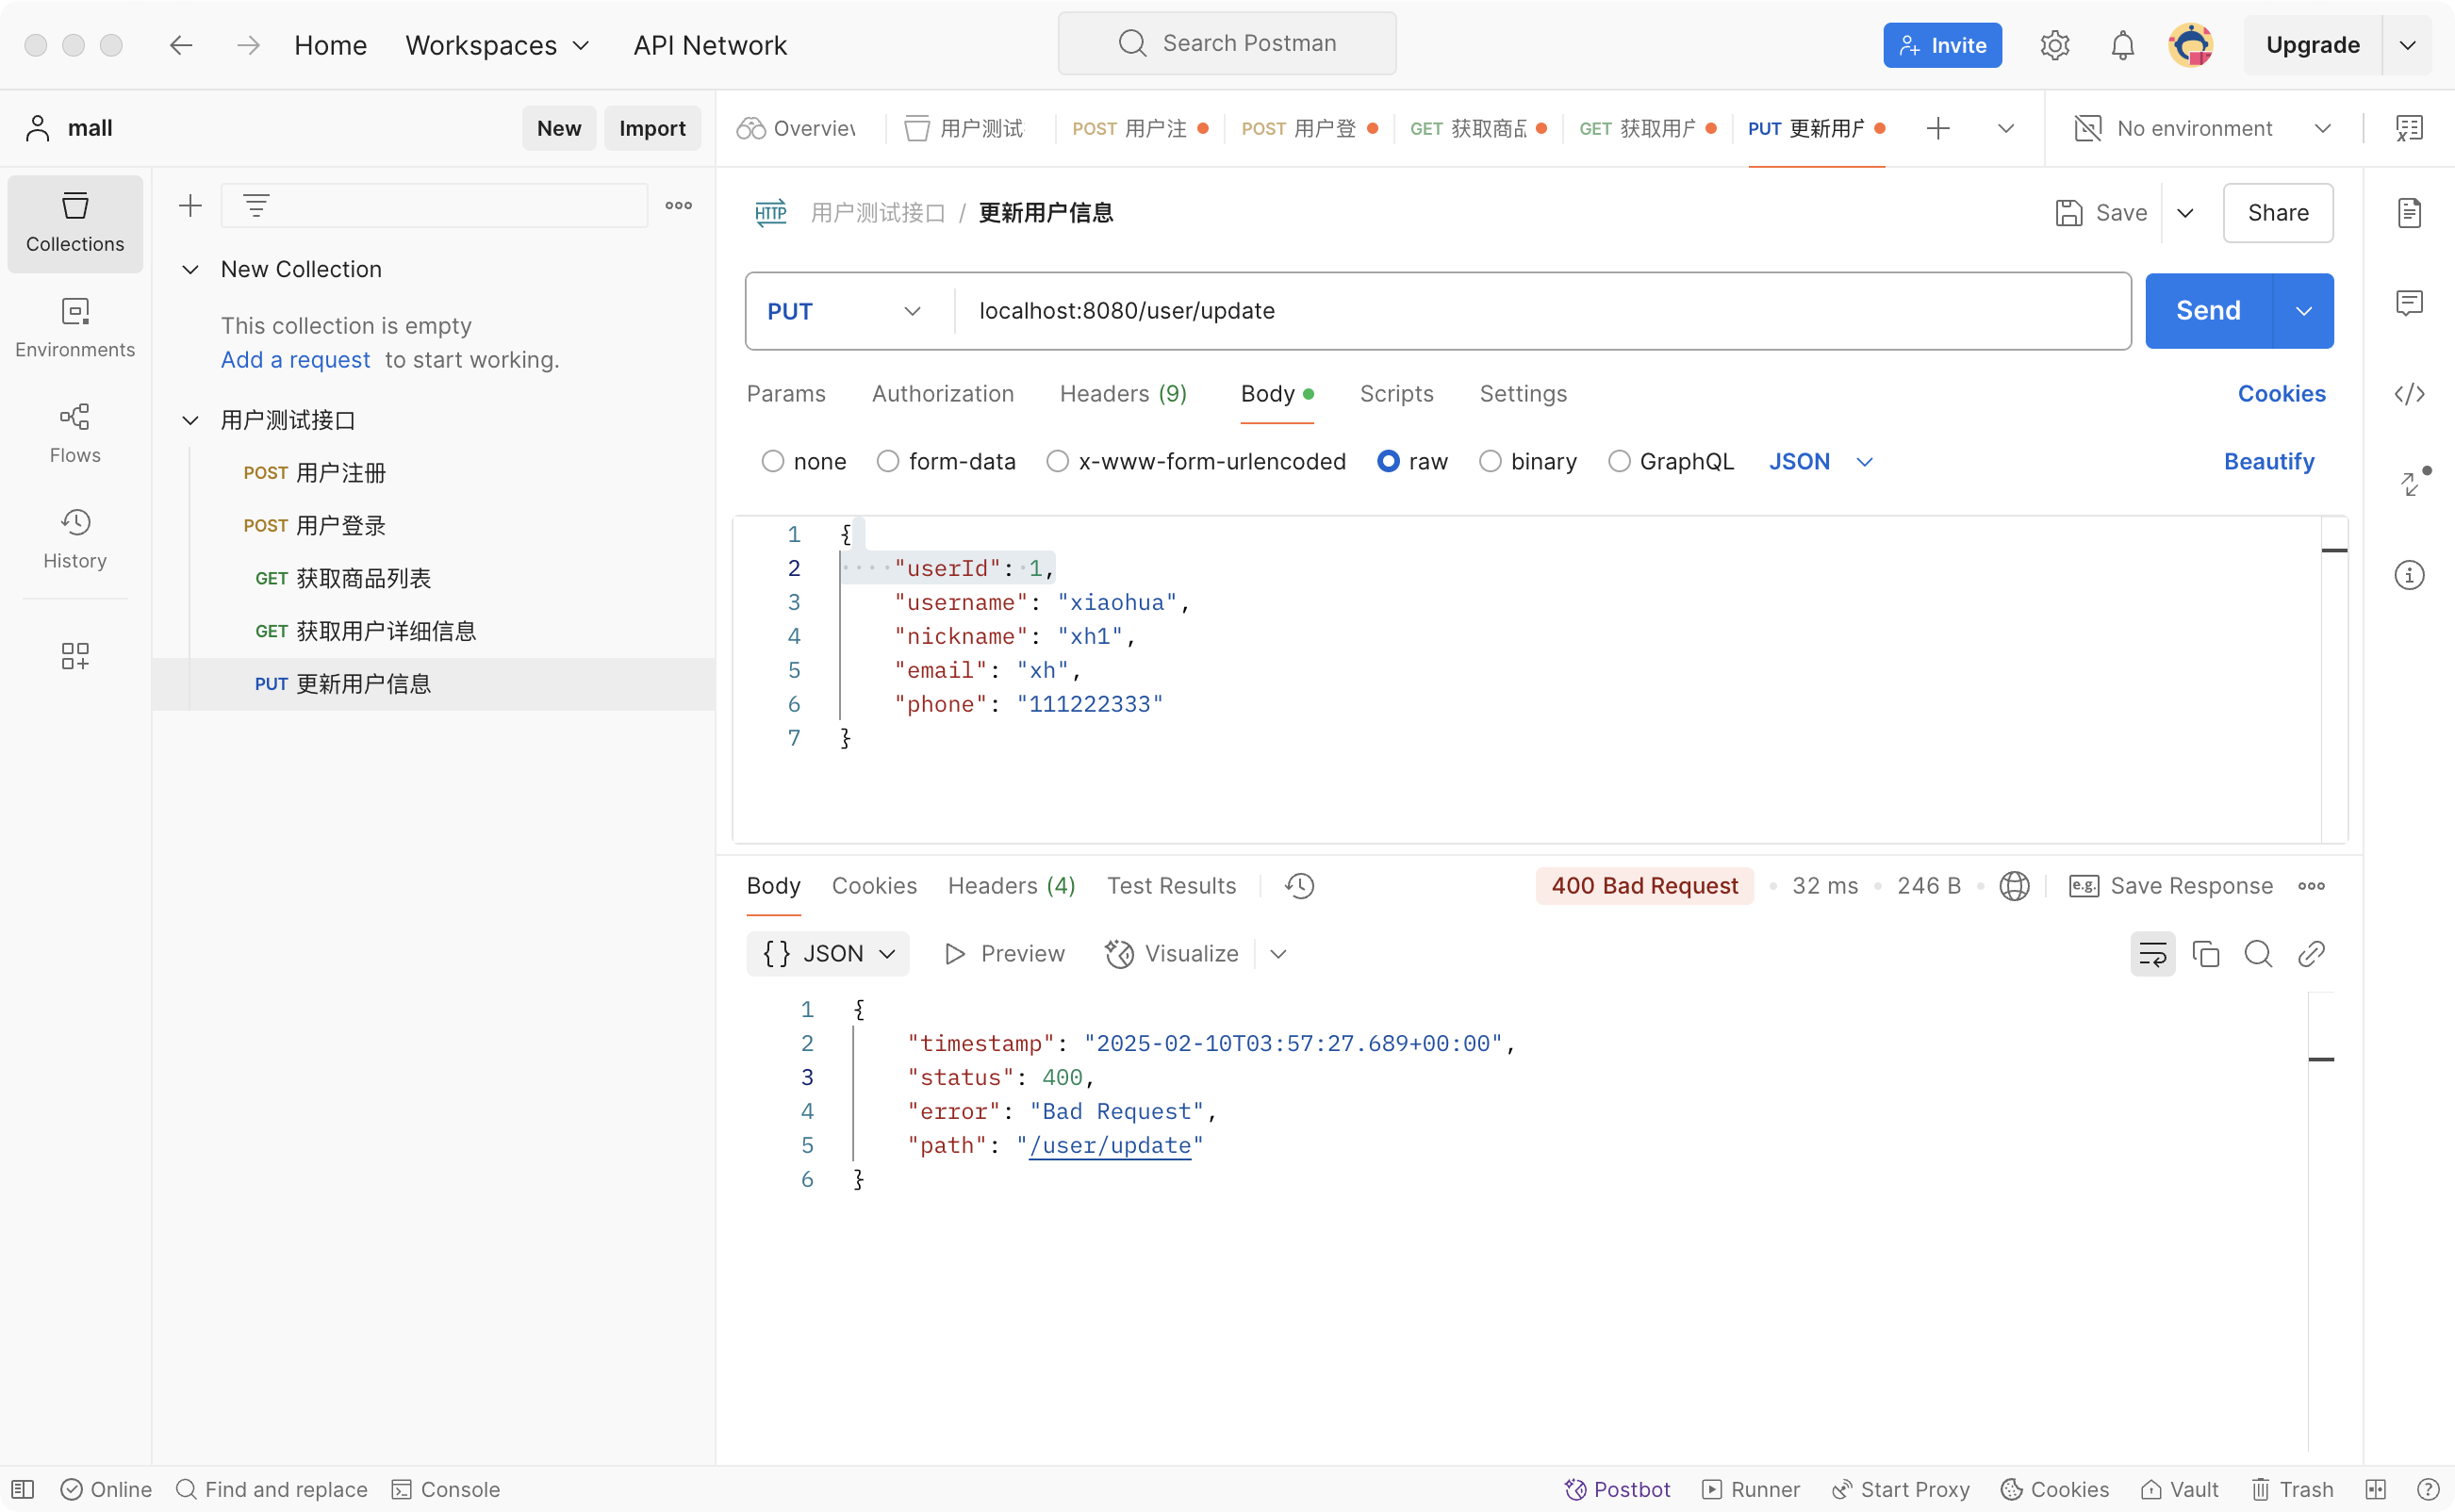 Home Workspaces API Network Search Postman Invite Upgrade
mall New Import
Overview 用户测试 POST 用户注 POST 用户登 GET 获取商品 GET 获取用户 PUT 更新用户 No environment
Collections
Environments
Flows
History
New Collection
This collection is empty
Add a request to start working.
用户测试接口
POST 用户注册
POST 用户登录
GET 获取商品列表
GET 获取用户详细信息
PUT 更新用户信息
HTTP 用户测试接口 / 更新用户信息 Save Share
PUT localhost:8080/user/update Send
Params Authorization Headers (9) Body Scripts Settings Cookies
none form-data x-www-form-urlencoded raw binary GraphQL JSON Beautify
1 {
2 "userId": 1,
3 "username": "xiaohua",
4 "nickname": "xh1",
5 "email": "xh",
6 "phone": "111222333"
7 }
Body Cookies Headers (4) Test Results 400 Bad Request 32 ms 246 B e.g. Save Response
{} JSON Preview Visualize
1 {
2 "timestamp": "2025-02-10T03:57:27.689+00:00",
3 "status": 400,
4 "error": "Bad Request",
5 "path": "/user/update"
6 }
Online Find and replace Console Postbot Runner Start Proxy Cookies Vault Trash